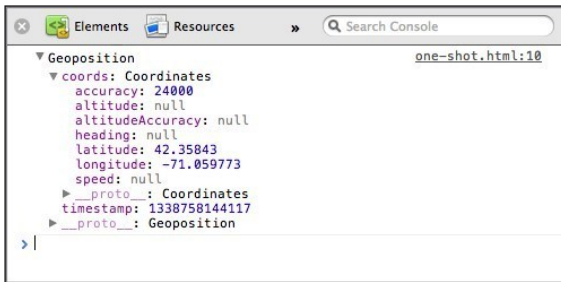 Elements Resources » Search Console
▼Geoposition one-shot.html:10
▼coords: Coordinates
accuracy: 24000
altitude: null
altitudeAccuracy: null
heading: null
latitude: 42.35843
longitude: -71.059773
speed: null
▶__proto__: Coordinates
timestamp: 1338758144117
▶__proto__: Geoposition
>